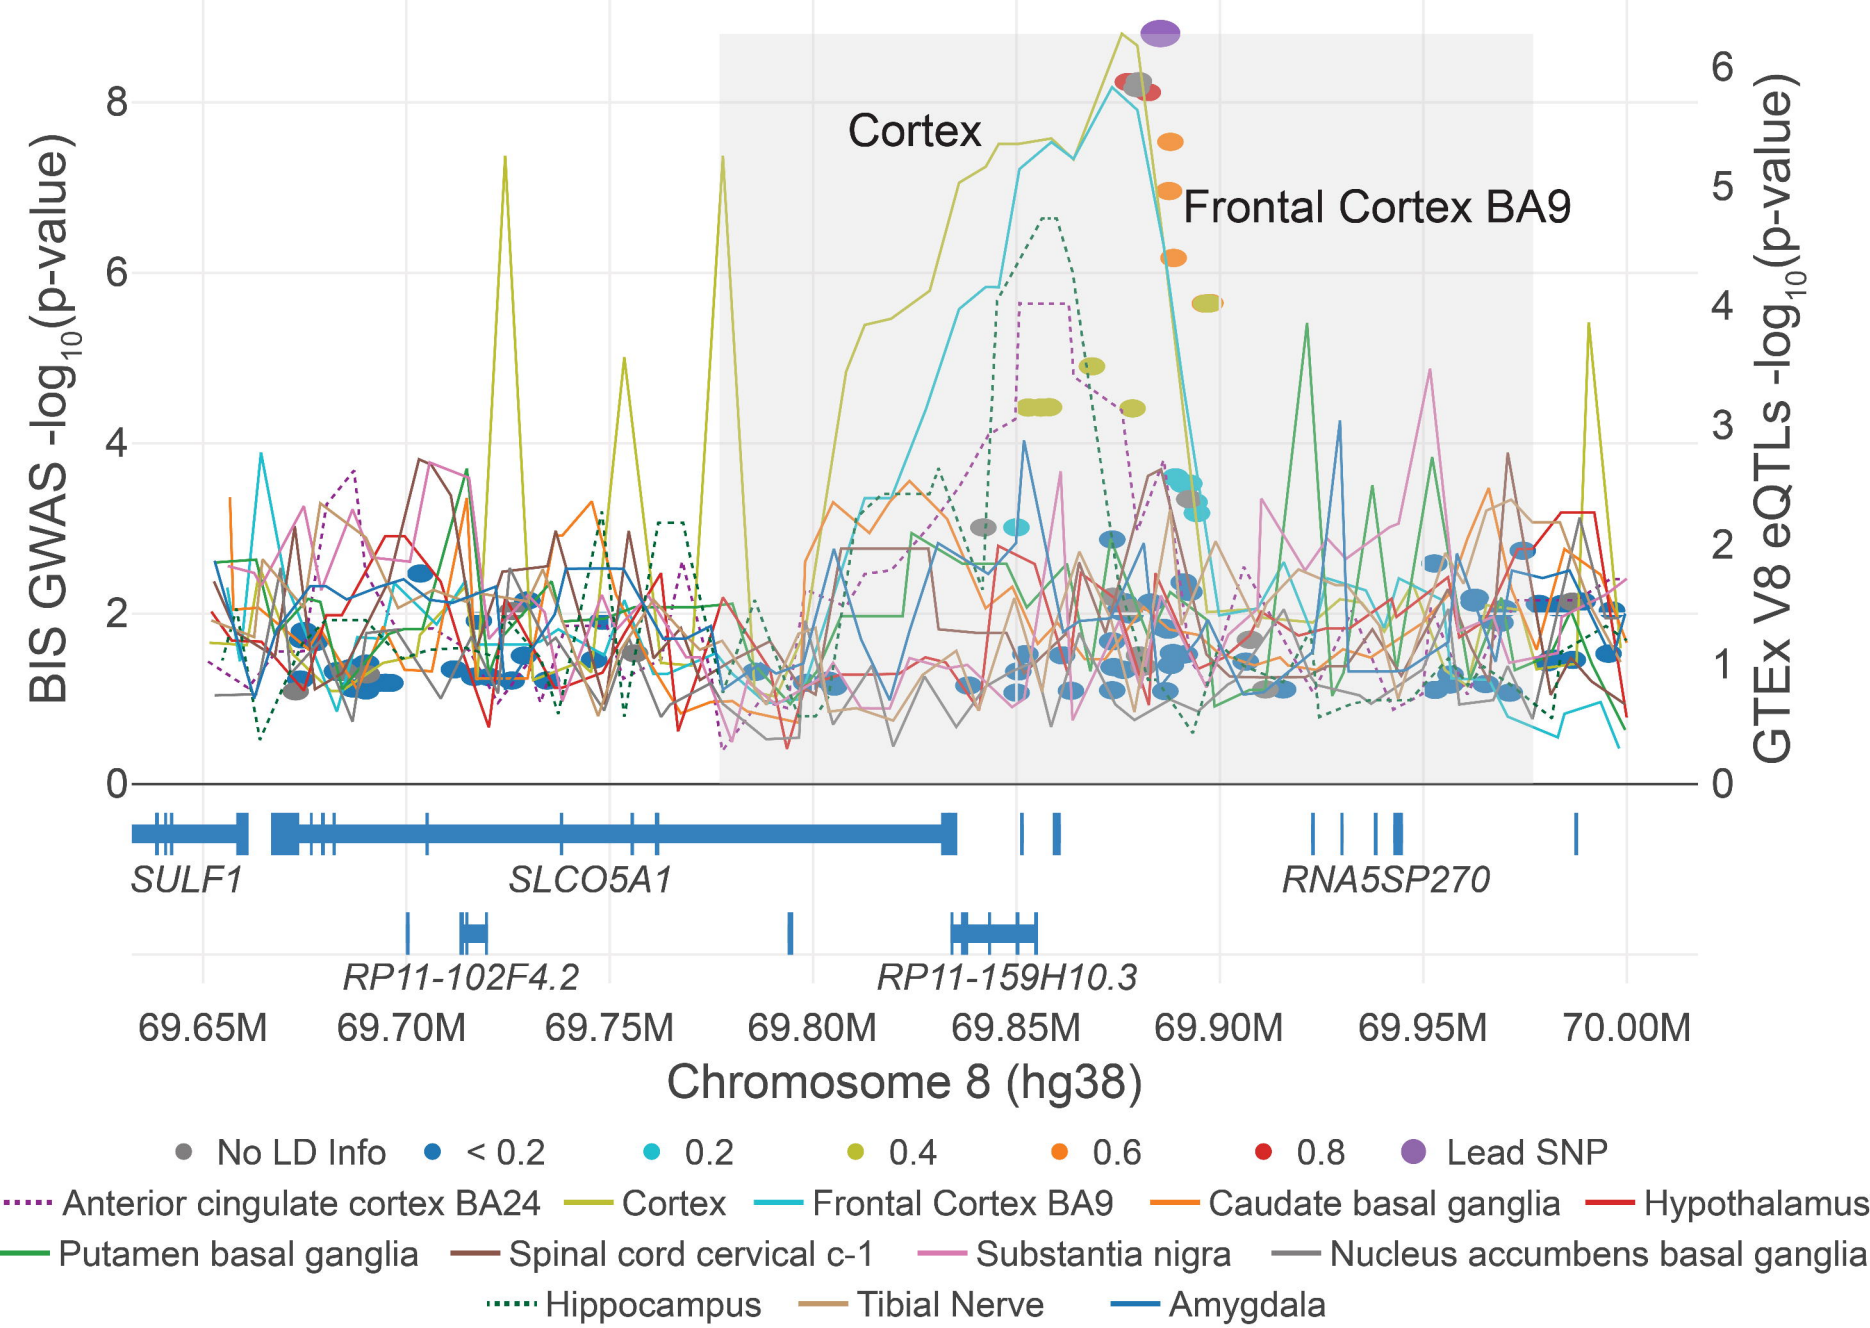 BIS GWAS -log10(p-value)
8
6
4
2
0
Cortex
Frontal Cortex BA9
6
5
4
3
2
1
0
GTEx V8 eQTLs -log10(p-value)
SULF1 SLCO5A1 RNA5SP270
RP11-102F4.2 RP11-159H10.3
69.65M 69.70M 69.75M 69.80M 69.85M 69.90M 69.95M 70.00M
Chromosome 8 (hg38)
No LD Info < 0.2 0.2 0.4 0.6 0.8 Lead SNP
Anterior cingulate cortex BA24 Cortex Frontal Cortex BA9 Caudate basal ganglia Hypothalamus
Putamen basal ganglia Spinal cord cervical c-1 Substantia nigra Nucleus accumbens basal ganglia
Hippocampus Tibial Nerve Amygdala